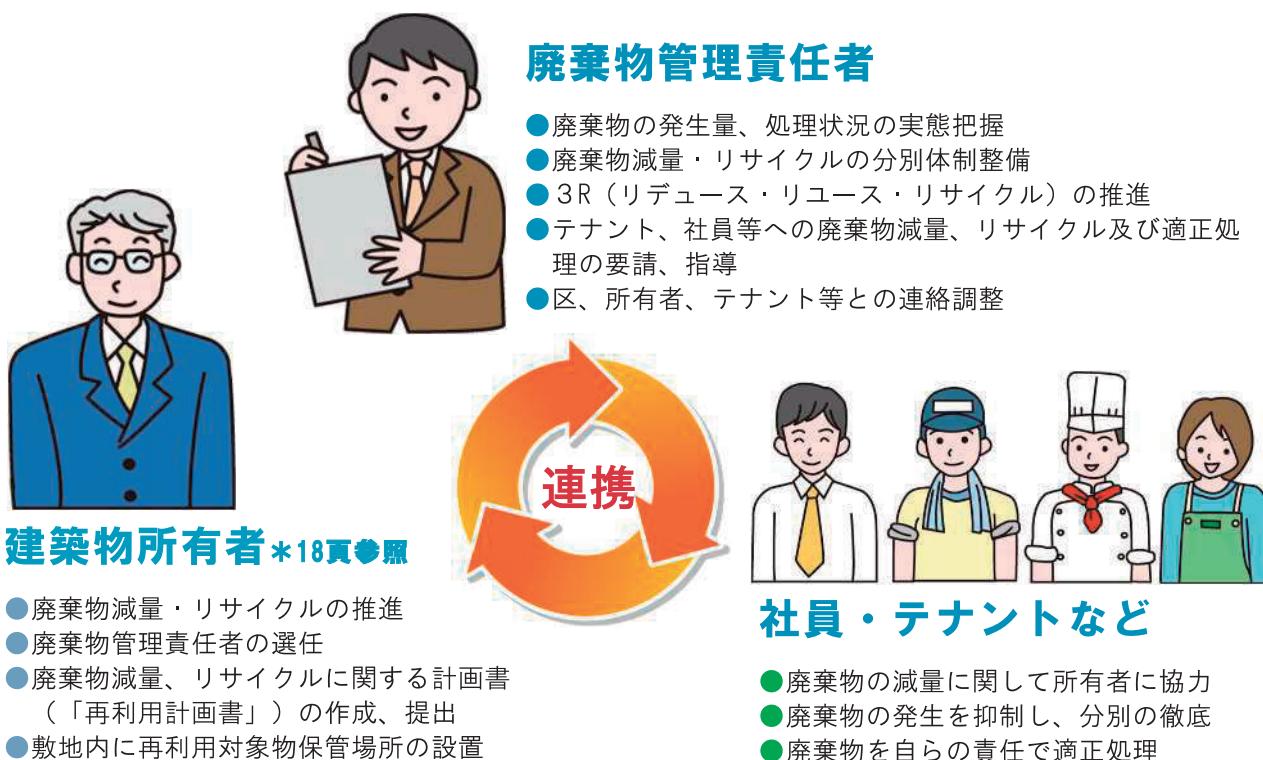 廃棄物管理責任者
●廃棄物の発生量、処理状況の実態把握
●廃棄物減量・リサイクルの分別体制整備
●3R(リデュース・リユース・リサイクル)の推進
●テナント、社員等への廃棄物減量、リサイクル及び適正処
理の要請、指導
●区、所有者、テナント等との連絡調整
連携
建築物所有者*18頁参照
●廃棄物減量・リサイクルの推進
●廃棄物管理責任者の選任
●廃棄物減量、リサイクルに関する計画書
(「再利用計画書」)の作成、提出
●敷地内に再利用対象物保管場所の設置
社員・テナントなど
●廃棄物の減量に関して所有者に協力
●廃棄物の発生を抑制し、分別の徹底
●廃棄物を自らの責任で適正処理